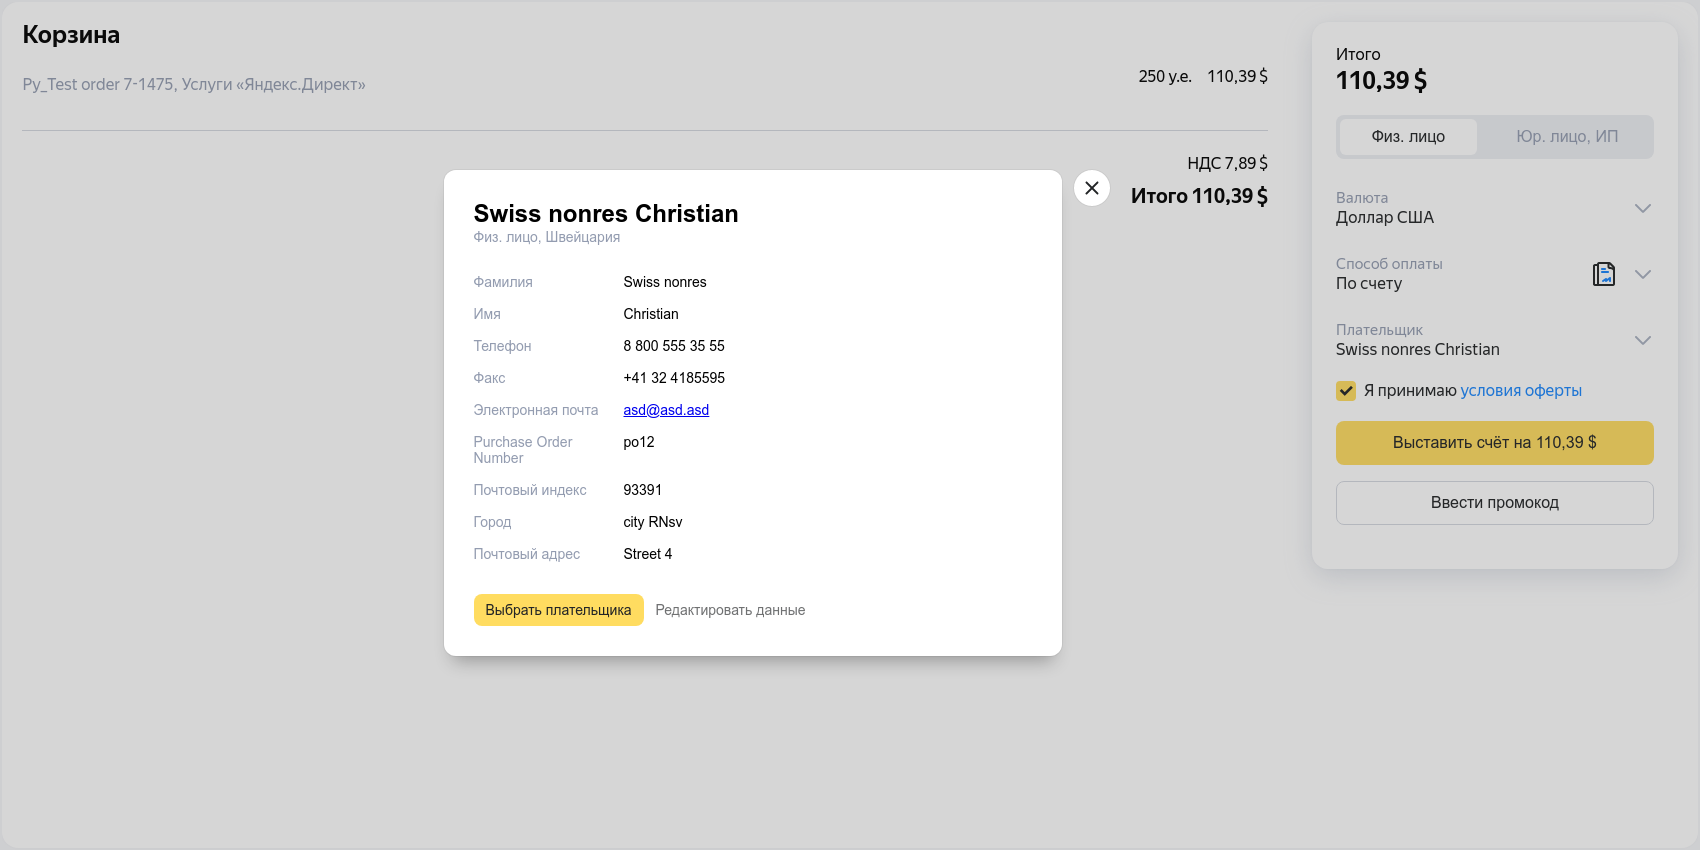 Корзина
Py_Test order 7-1475, Услуги «Яндекс.Директ»
250 у.е. 110,39 $
НДС 7,89 $
Итого 110,39 $
Swiss nonres Christian
Физ. лицо, Швейцария
Фамилия Swiss nonres
Имя Christian
Телефон 8 800 555 35 55
Факс +41 32 4185595
Электронная почта asd@asd.asd
Purchase Order po12
Number
Почтовый индекс 93391
Город city RNsv
Почтовый адрес Street 4
Выбрать плательщика Редактировать данные
Итого
110,39 $
Физ. лицо Юр. лицо, ИП
Валюта
Доллар США
Способ оплаты
По счету
Плательщик
Swiss nonres Christian
Я принимаю условия оферты
Выставить счёт на 110,39 $
Ввести промокод